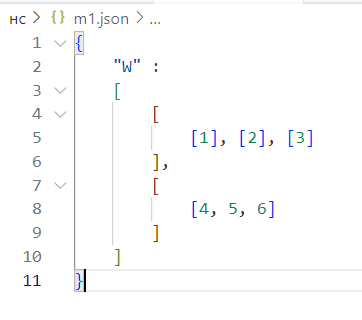 нс > {} m1.json > ...
1 {
2 "W" :
3 [
4 [
5 [1], [2], [3]
6 ],
7 [
8 [4, 5, 6]
9 ]
10 ]
11 }